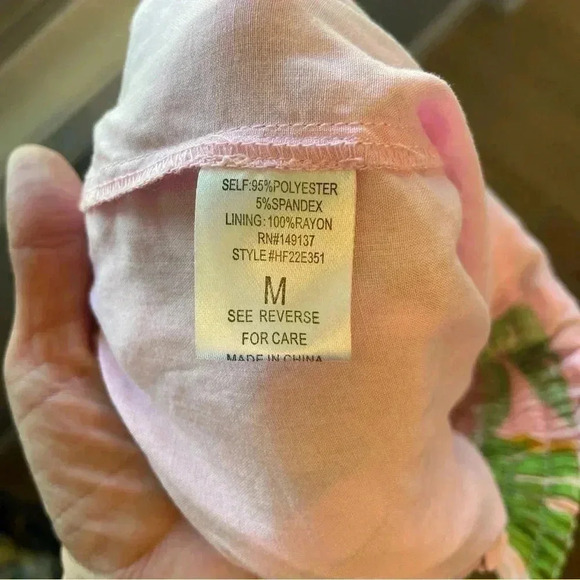 SELF:95%POLYESTER
5%SPANDEX
LINING:100%RAYON
RN#149137
STYLE#HF22E351
M
SEE REVERSE
FOR CARE
MADE IN CHINA